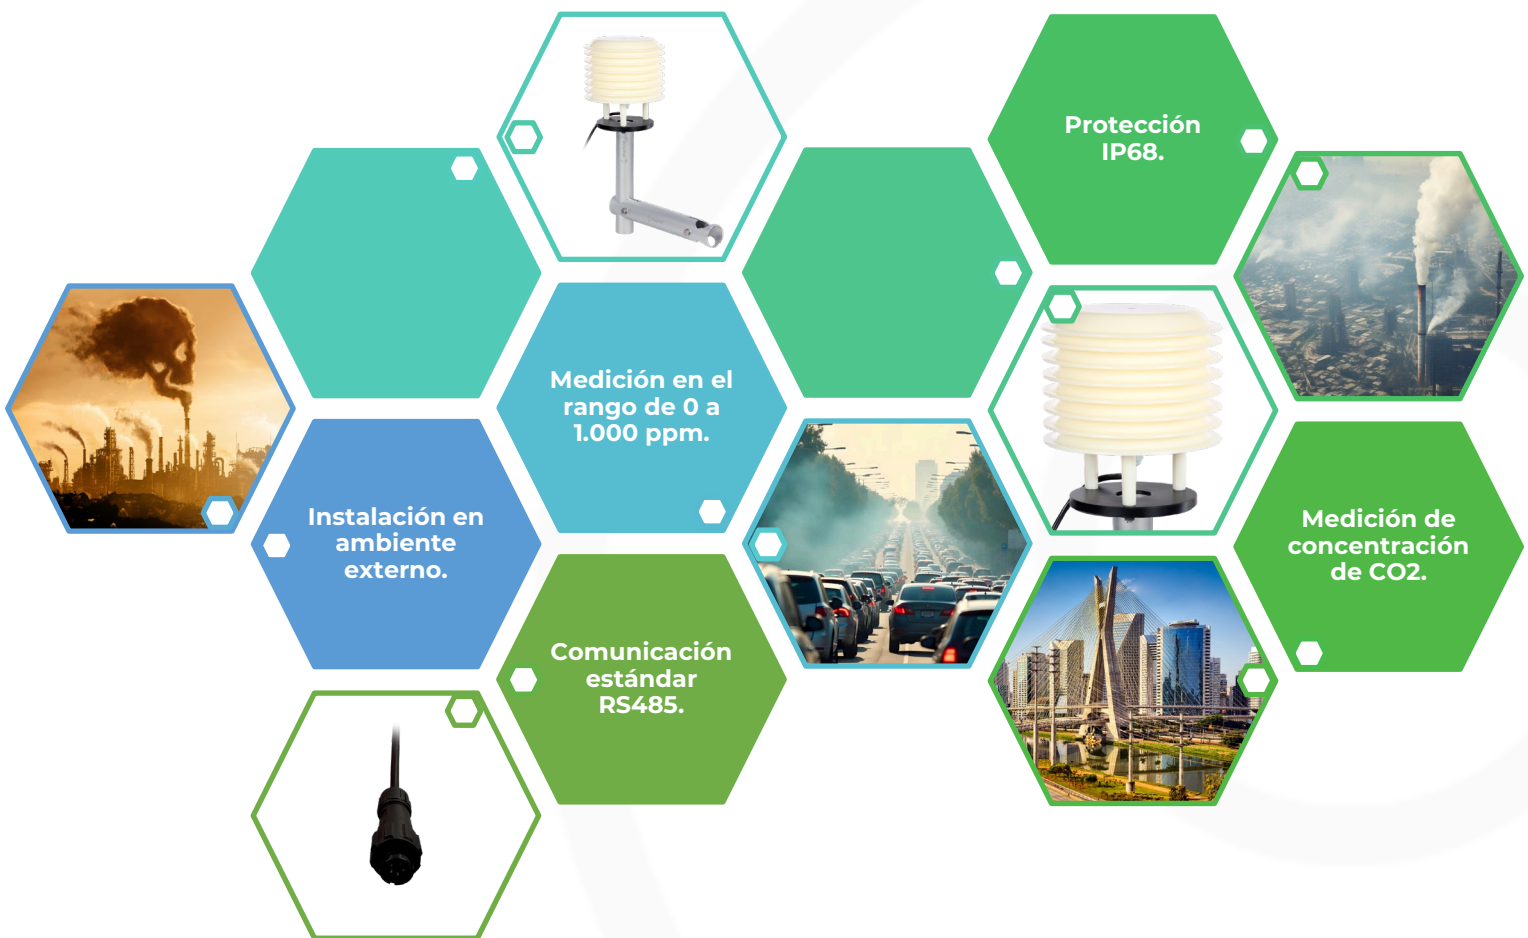 Protección
IP68.
Medición en el
rango de 0 a
1.000 ppm.
Instalación en
ambiente
externo.
Medición de
concentración
de CO2.
Comunicación
estándar
RS485.